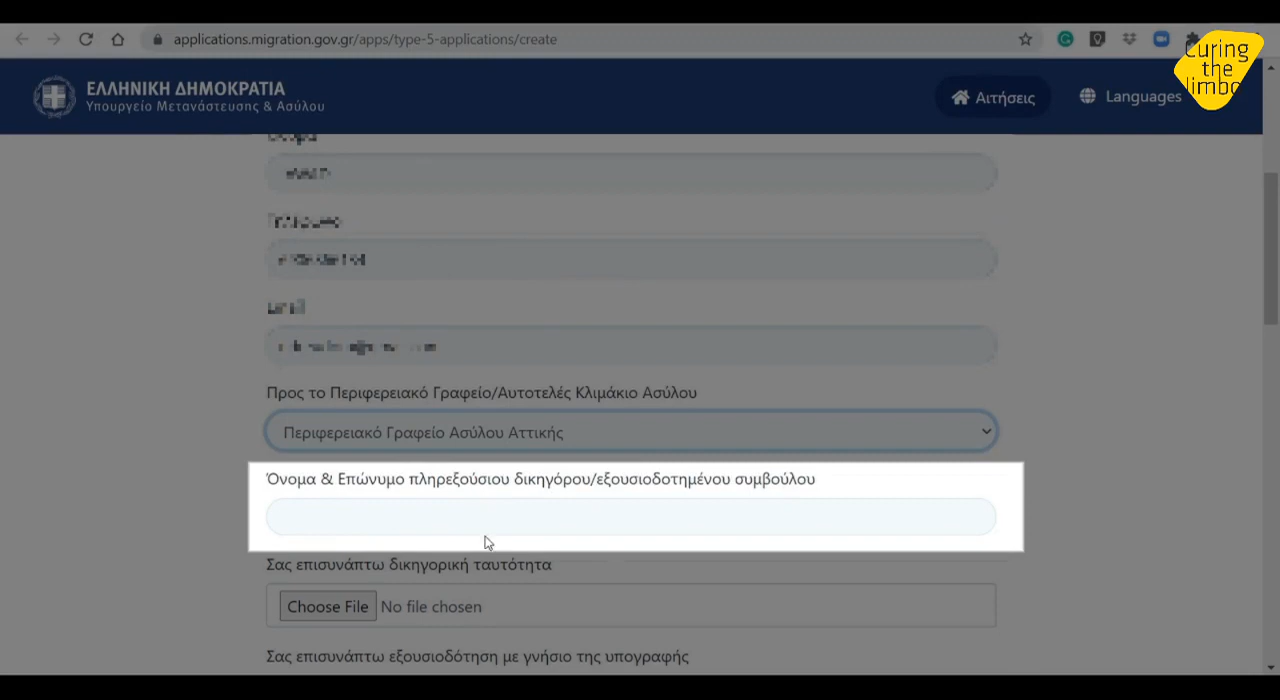 applications.migration.gov.gr/apps/type-5-applications/create
curing
the
limbo
ΕΛΛΗΝΙΚΗ ΔΗΜΟΚΡΑΤΙΑ
Υπουργείο Μετανάστευσης & Ασύλου
Αιτήσεις
Languages
Προς το Περιφερειακό Γραφείο/Αυτοτελές Κλιμάκιο Ασύλου
Περιφερειακό Γραφείο Ασύλου Αττικής
Όνομα & Επώνυμο πληρεξούσιου δικηγόρου/εξουσιοδοτημένου συμβούλου
Σας επισυνάπτω δικηγορική ταυτότητα
Choose File No file chosen
Σας επισυνάπτω εξουσιοδότηση με γνήσιο της υπογραφής